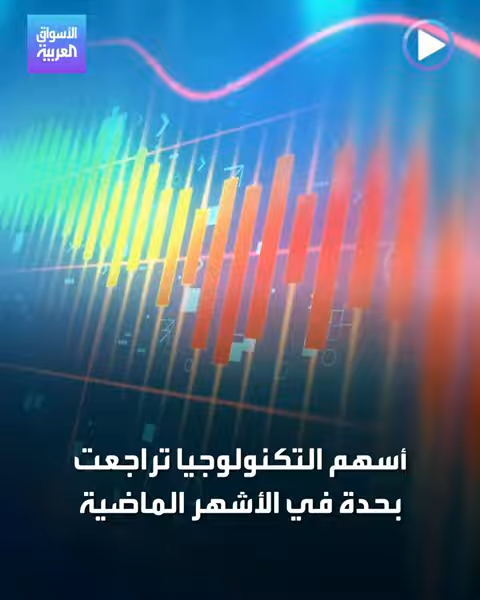 الأسواق
العربية
أسهم التكنولوجيا تراجعت
بحدة في الأشهر الماضية